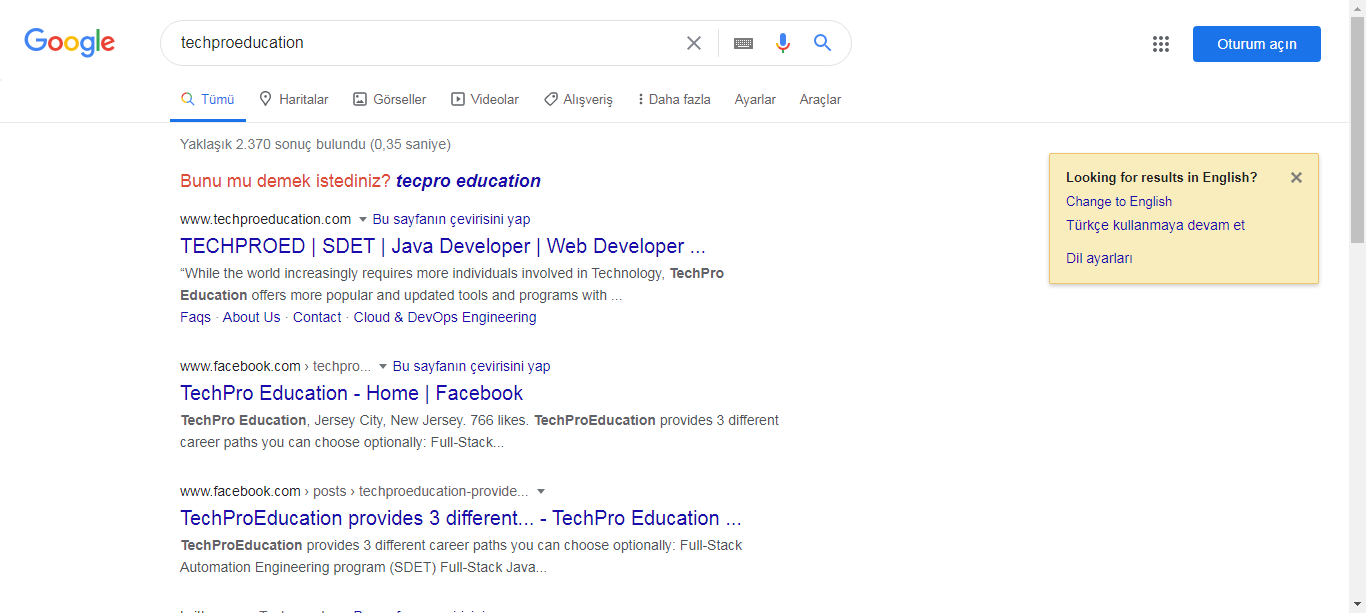 Google
techproeducation
Oturum açın
Tümü Haritalar Görseller Videolar Alışveriş Daha fazla Ayarlar Araçlar
Yaklaşık 2.370 sonuç bulundu (0,35 saniye)
Bunu mu demek istediniz? tecpro education
www.techproeducation.com Bu sayfanın çevirisini yap
TECHPROED | SDET | Java Developer | Web Developer ...
“While the world increasingly requires more individuals involved in Technology, TechPro
Education offers more popular and updated tools and programs with ...
Faqs · About Us · Contact · Cloud & DevOps Engineering
www.facebook.com › techpro... Bu sayfanın çevirisini yap
TechPro Education - Home | Facebook
TechPro Education, Jersey City, New Jersey. 766 likes. TechProEducation provides 3 different
career paths you can choose optionally: Full-Stack...
www.facebook.com › posts › techproeducation-provide...
TechProEducation provides 3 different... - TechPro Education ...
TechProEducation provides 3 different career paths you can choose optionally: Full-Stack
Automation Engineering program (SDET) Full-Stack Java...
Looking for results in English?
Change to English
Türkçe kullanmaya devam et
Dil ayarları